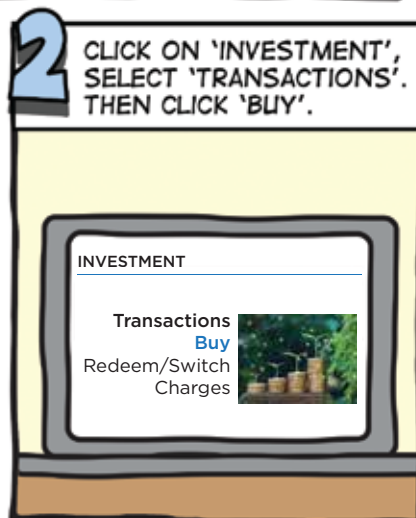 2
CLICK ON 'INVESTMENT',
SELECT 'TRANSACTIONS'.
THEN CLICK 'BUY'.
INVESTMENT
Transactions
Buy
Redeem/Switch
Charges